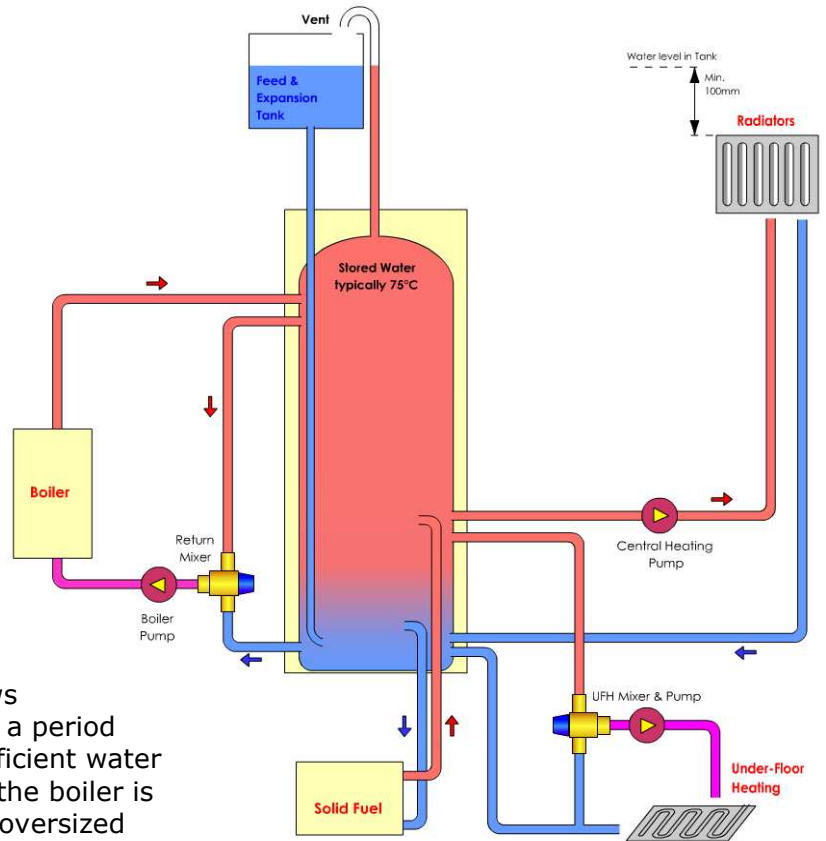 Vent
Feed &
Expansion
Tank
Water level in Tank
Min.
100mm
Radiators
Stored Water
typically 75°C
Boiler
Return
Mixer
Boiler
Pump
Central Heating
Pump
UFH Mixer & Pump
Under-Floor
Heating
Solid Fuel
a period
ficient water
the boiler is
oversized